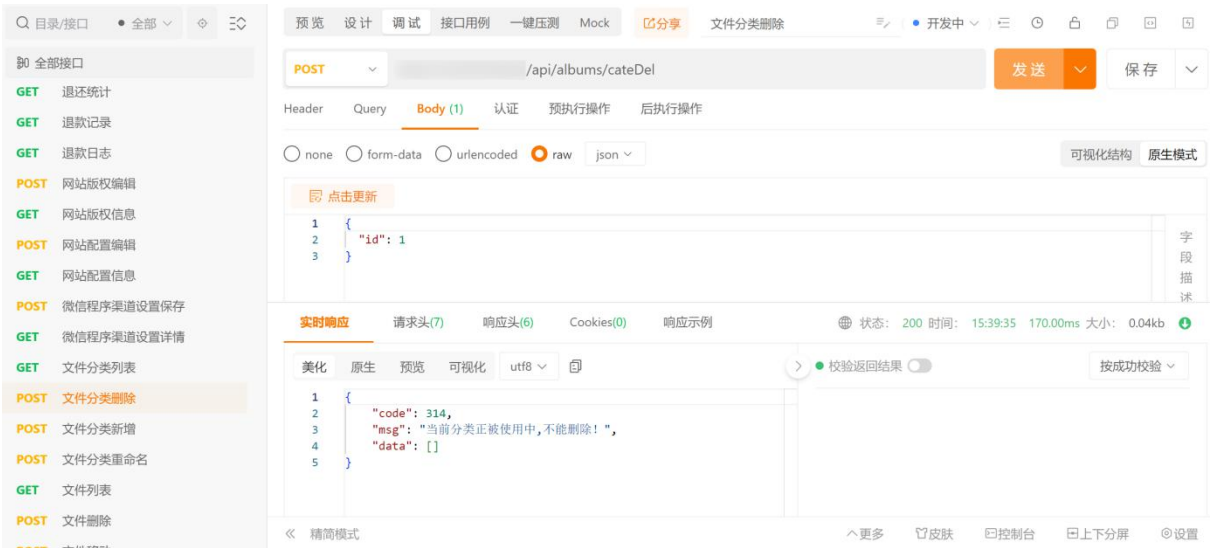 目录/接口 全部
预览 设计 调试 接口用例 一键压测 Mock 分享 文件分类删除 开发中
全部接口
POST /api/albums/cateDel 发送 保存
GET 退还统计
Header Query Body (1) 认证 预执行操作 后执行操作
GET 退款记录
GET 退款日志
none form-data urlencoded raw json 可视化结构 原生模式
POST 网站版权编辑
点击更新
GET 网站版权信息
1 {
2 "id": 1
3 }
字段描述
POST 网站配置编辑
GET 网站配置信息
POST 微信程序渠道设置保存
实时响应 请求头(7) 响应头(6) Cookies(0) 响应示例 状态: 200 时间: 15:39:35 170.00ms 大小: 0.04kb
GET 微信程序渠道设置详情
GET 文件分类列表
美化 原生 预览 可视化 utf8 校验返回结果 按成功校验
POST 文件分类删除
1 {
2 "code": 314,
3 "msg": "当前分类正被使用中,不能删除!",
4 "data": []
5 }
POST 文件分类新增
POST 文件分类重命名
GET 文件列表
POST 文件删除
精简模式 更多 皮肤 控制台 上下分屏 设置